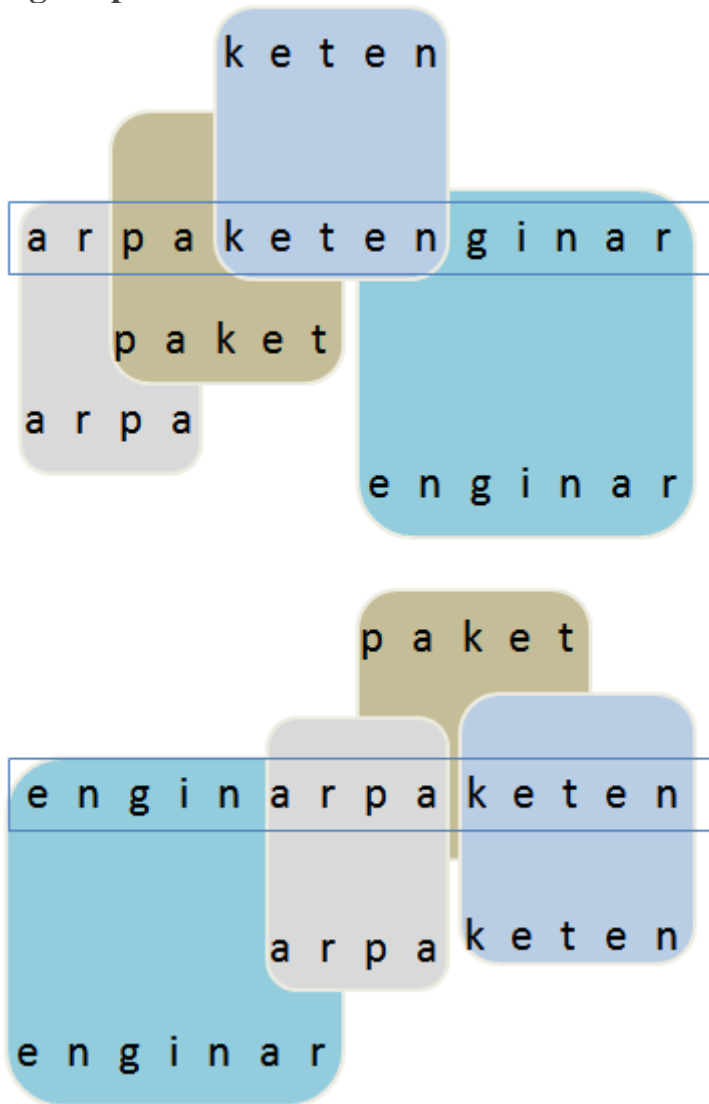 k e t e n
a r p a k e t e n g i n a r
p a k e t
a r p a
e n g i n a r
p a k e t
e n g i n a r p a k e t e n
a r p a k e t e n
e n g i n a r